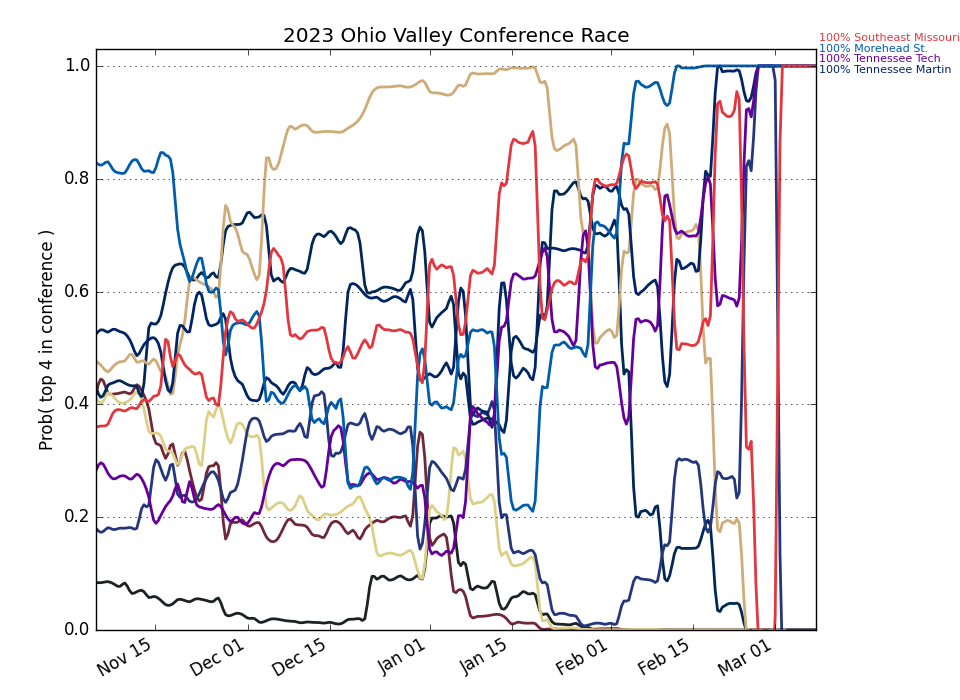 2023 Ohio Valley Conference Race
100% Southeast Missouri
100% Morehead St.
100% Tennessee Tech
100% Tennessee Martin
Prob( top 4 in conference )
1.0
0.8
0.6
0.4
0.2
0.0
Nov 15
Dec 01
Dec 15
Jan 01
Jan 15
Feb 01
Feb 15
Mar 01